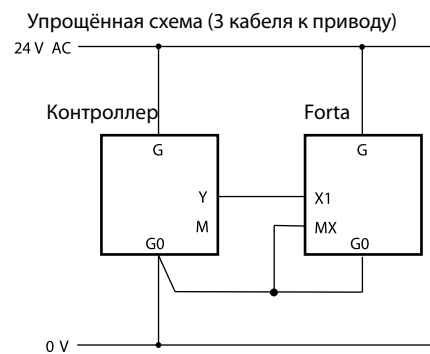 Упрощённая схема (3 кабеля к приводу)
24 V AC
Контроллер Forta
G G
Y X1
M MX
G0 G0
0 V